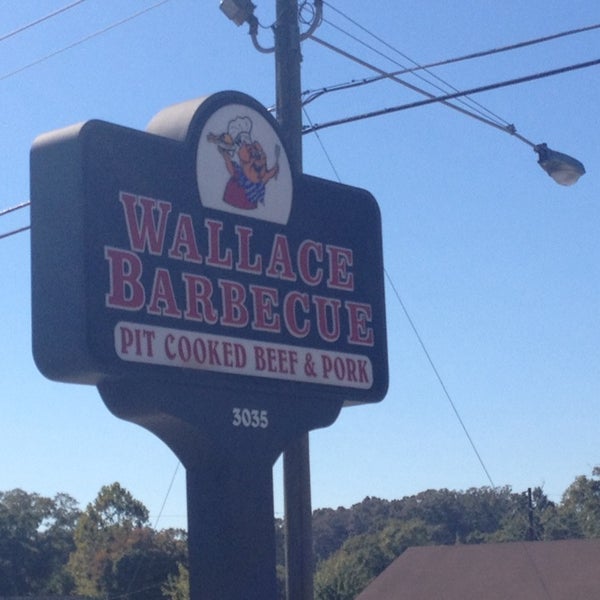 WALLACE
BARBECUE
PIT COOKED BEEF & PORK
3035